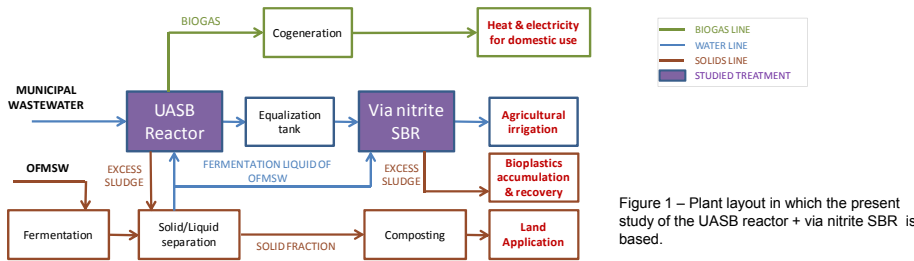 BIOGAS
Cogeneration
Heat & electricity
for domestic use
BIOGAS LINE
WATER LINE
SOLIDS LINE
STUDIED TREATMENT
MUNICIPAL
WASTEWATER
UASB
Reactor
Equalization
tank
Via nitrite
SBR
Agricultural
irrigation
OFMSW
EXCESS
SLUDGE
FERMENTATION LIQUID OF
OFMSW
EXCESS
SLUDGE
Bioplastics
accumulation
& recovery
Fermentation
Solid/Liquid
separation
SOLID FRACTION
Composting
Land
Application
Figure 1 – Plant layout in which the present
study of the UASB reactor + via nitrite SBR is
based.